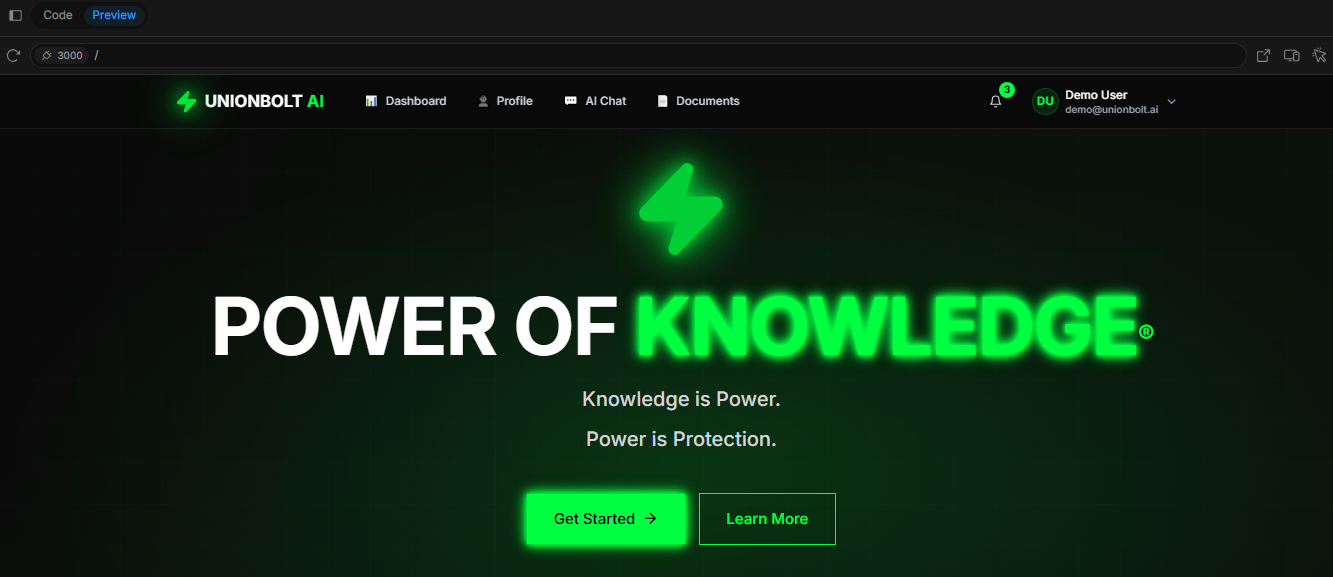 Code Preview
3000 /
UNIONBOLT AI Dashboard Profile AI Chat Documents 3 DU Demo User
demo@unionbolt.ai
POWER OF KNOWLEDGE®
Knowledge is Power.
Power is Protection.
Get Started → Learn More